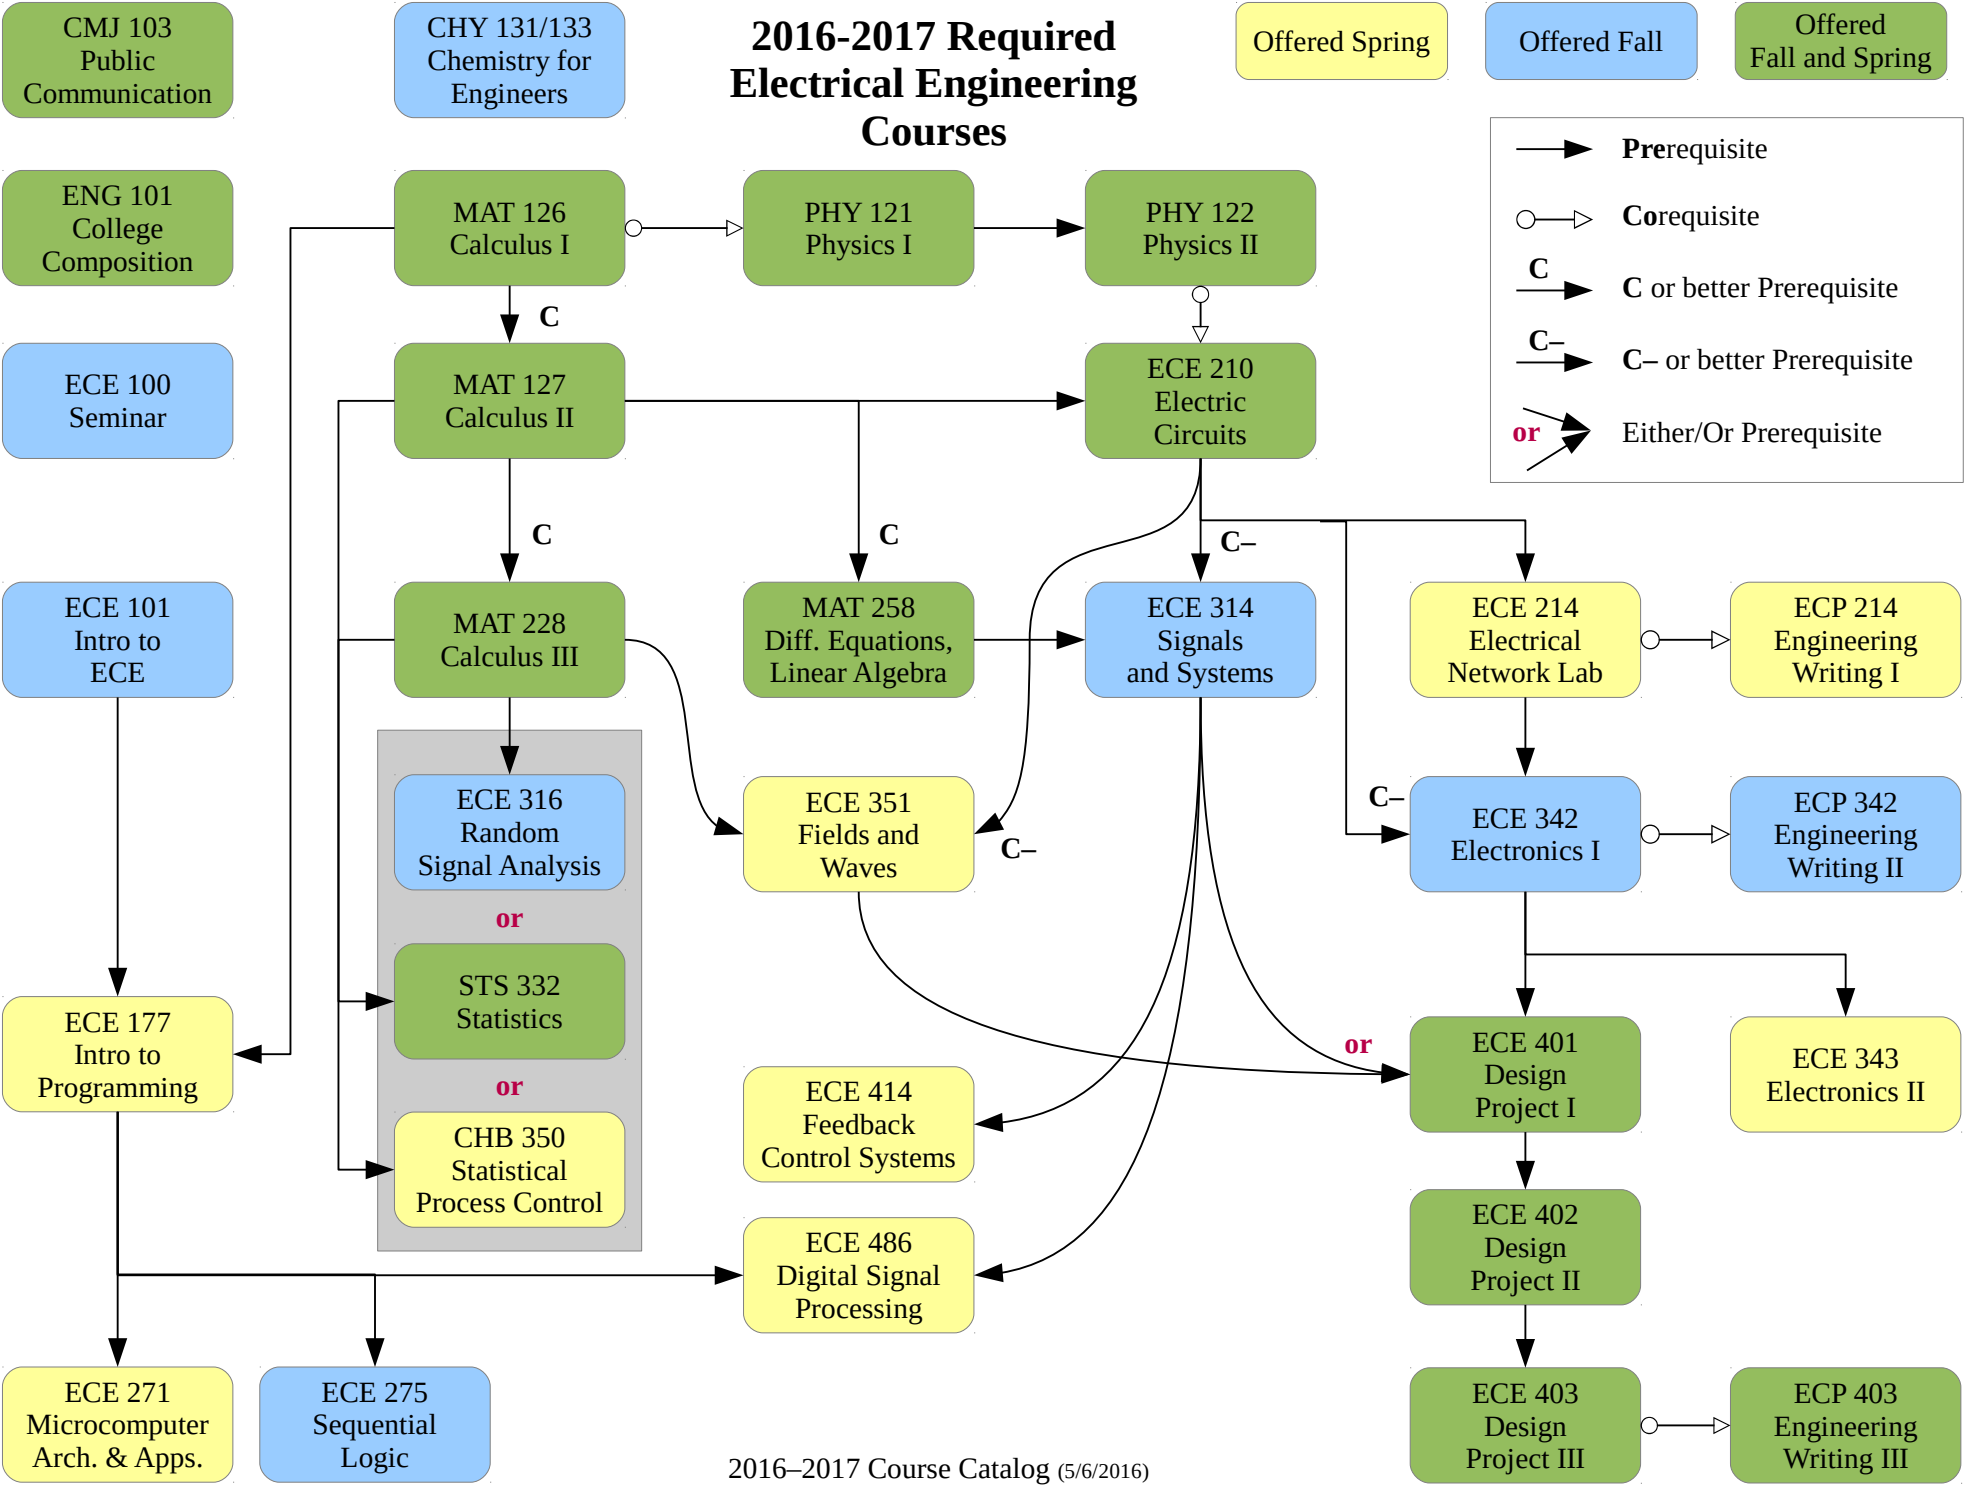 CMJ 103
Public
Communication
CHY 131/133
Chemistry for
Engineers
2016-2017 Required
Electrical Engineering
Courses
Offered Spring
Offered Fall
Offered
Fall and Spring
Prerequisite
Corequisite
C
C or better Prerequisite
C–
C– or better Prerequisite
or
Either/Or Prerequisite
ENG 101
College
Composition
MAT 126
Calculus I
PHY 121
Physics I
PHY 122
Physics II
C
ECE 100
Seminar
MAT 127
Calculus II
ECE 210
Electric
Circuits
C
C
C–
ECE 101
Intro to
ECE
MAT 228
Calculus III
MAT 258
Diff. Equations,
Linear Algebra
ECE 314
Signals
and Systems
ECE 214
Electrical
Network Lab
ECP 214
Engineering
Writing I
ECE 316
Random
Signal Analysis
ECE 351
Fields and
Waves
C–
C–
ECE 342
Electronics I
ECP 342
Engineering
Writing II
or
STS 332
Statistics
or
CHB 350
Statistical
Process Control
ECE 177
Intro to
Programming
ECE 414
Feedback
Control Systems
or
ECE 401
Design
Project I
ECE 343
Electronics II
ECE 486
Digital Signal
Processing
ECE 402
Design
Project II
ECE 271
Microcomputer
Arch. & Apps.
ECE 275
Sequential
Logic
ECE 403
Design
Project III
ECP 403
Engineering
Writing III
2016–2017 Course Catalog (5/6/2016)